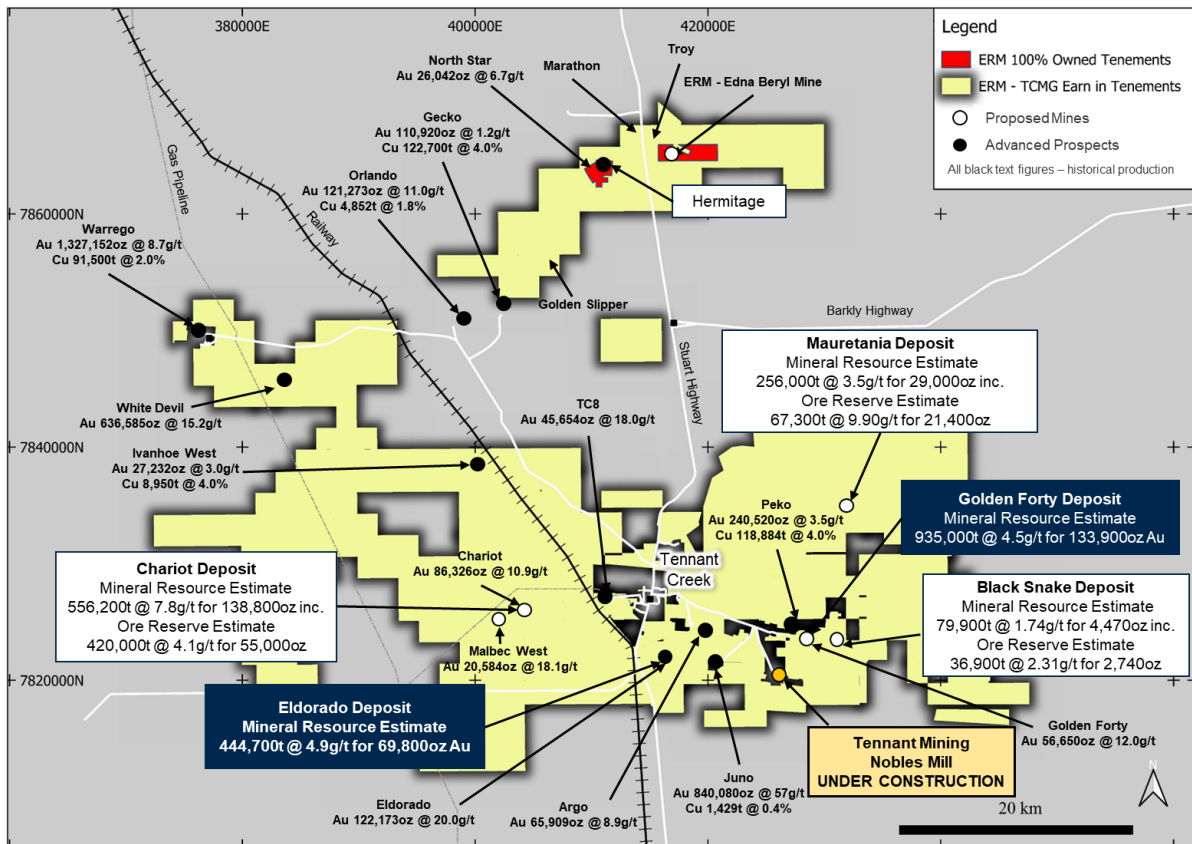 380000E
400000E
420000E
Legend
ERM 100% Owned Tenements
ERM - TCMG Earn in Tenements
Proposed Mines
Advanced Prospects
All black text figures – historical production
North Star
Au 26,042oz @ 6.7g/t
Marathon
Troy
ERM - Edna Beryl Mine
Gecko
Au 110,920oz @ 1.2g/t
Cu 122,700t @ 4.0%
Orlando
Au 121,273oz @ 11.0g/t
Cu 4,852t @ 1.8%
Hermitage
Gas Pipeline
Railway
7860000N
Warrego
Au 1,327,152oz @ 8.7g/t
Cu 91,500t @ 2.0%
Golden Slipper
Barkly Highway
Stuart Highway
Mauretania Deposit
Mineral Resource Estimate
256,000t @ 3.5g/t for 29,000oz inc.
Ore Reserve Estimate
67,300t @ 9.90g/t for 21,400oz
White Devil
Au 636,585oz @ 15.2g/t
TC8
Au 45,654oz @ 18.0g/t
7840000N
Ivanhoe West
Au 27,232oz @ 3.0g/t
Cu 8,950t @ 4.0%
Peko
Au 240,520oz @ 3.5g/t
Cu 118,884t @ 4.0%
Golden Forty Deposit
Mineral Resource Estimate
935,000t @ 4.5g/t for 133,900oz Au
Tennant
Creek
Chariot
Au 86,326oz @ 10.9g/t
Chariot Deposit
Mineral Resource Estimate
556,200t @ 7.8g/t for 138,800oz inc.
Ore Reserve Estimate
420,000t @ 4.1g/t for 55,000oz
Black Snake Deposit
Mineral Resource Estimate
79,900t @ 1.74g/t for 4,470oz inc.
Ore Reserve Estimate
36,900t @ 2.31g/t for 2,740oz
Malbec West
Au 20,584oz @ 18.1g/t
7820000N
Eldorado Deposit
Mineral Resource Estimate
444,700t @ 4.9g/t for 69,800oz Au
Golden Forty
Au 56,650oz @ 12.0g/t
Tennant Mining
Nobles Mill
UNDER CONSTRUCTION
Juno
Au 840,080oz @ 57g/t
Cu 1,429t @ 0.4%
Eldorado
Au 122,173oz @ 20.0g/t
Argo
Au 65,909oz @ 8.9g/t
N
20 km